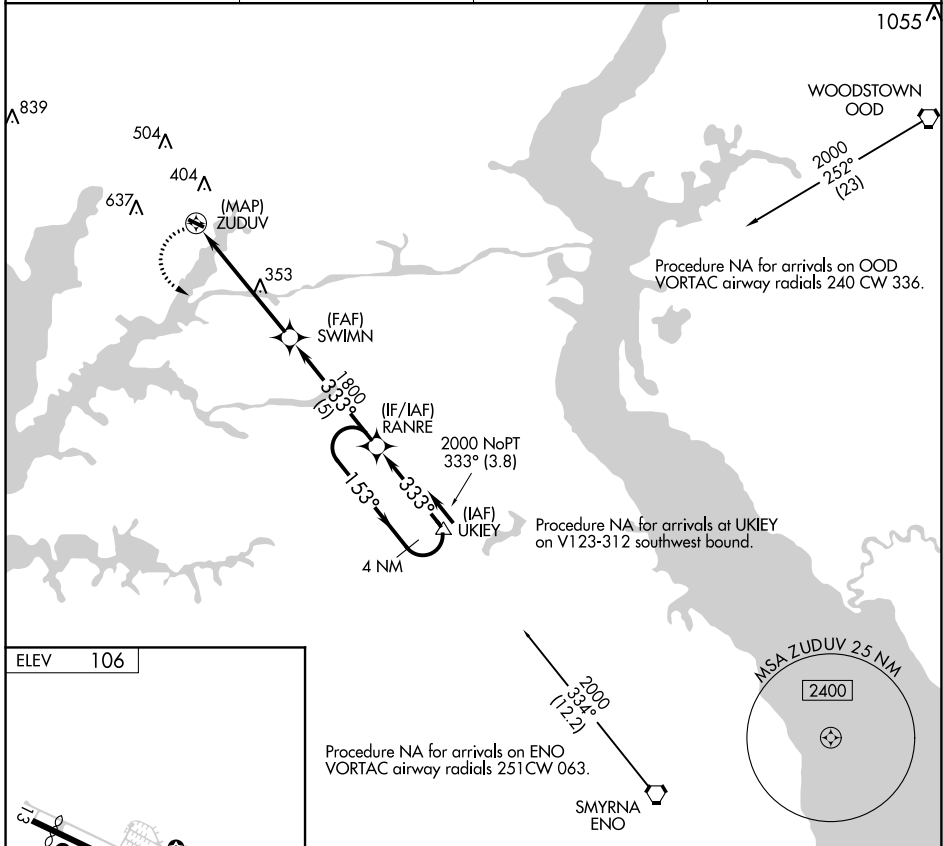 1055
839
504
404
637
(MAP)
ZUDUV
353
(FAF)
SWIMN
WOODSTOWN
OOD
2000
252°
(23)
Procedure NA for arrivals on OOD
VORTAC airway radials 240 CW 336.
1800
333°
(5)
(IF/IAF)
RANRE
2000 NoPT
333° (3.8)
333°
153°
(IAF)
UKIEY
4 NM
Procedure NA for arrivals at UKIEY
on V123-312 southwest bound.
ELEV 106
13
2000
334°
(12.2)
Procedure NA for arrivals on ENO
VORTAC airway radials 251CW 063.
SMYRNA
ENO
MSA ZUDUV 25 NM
2400